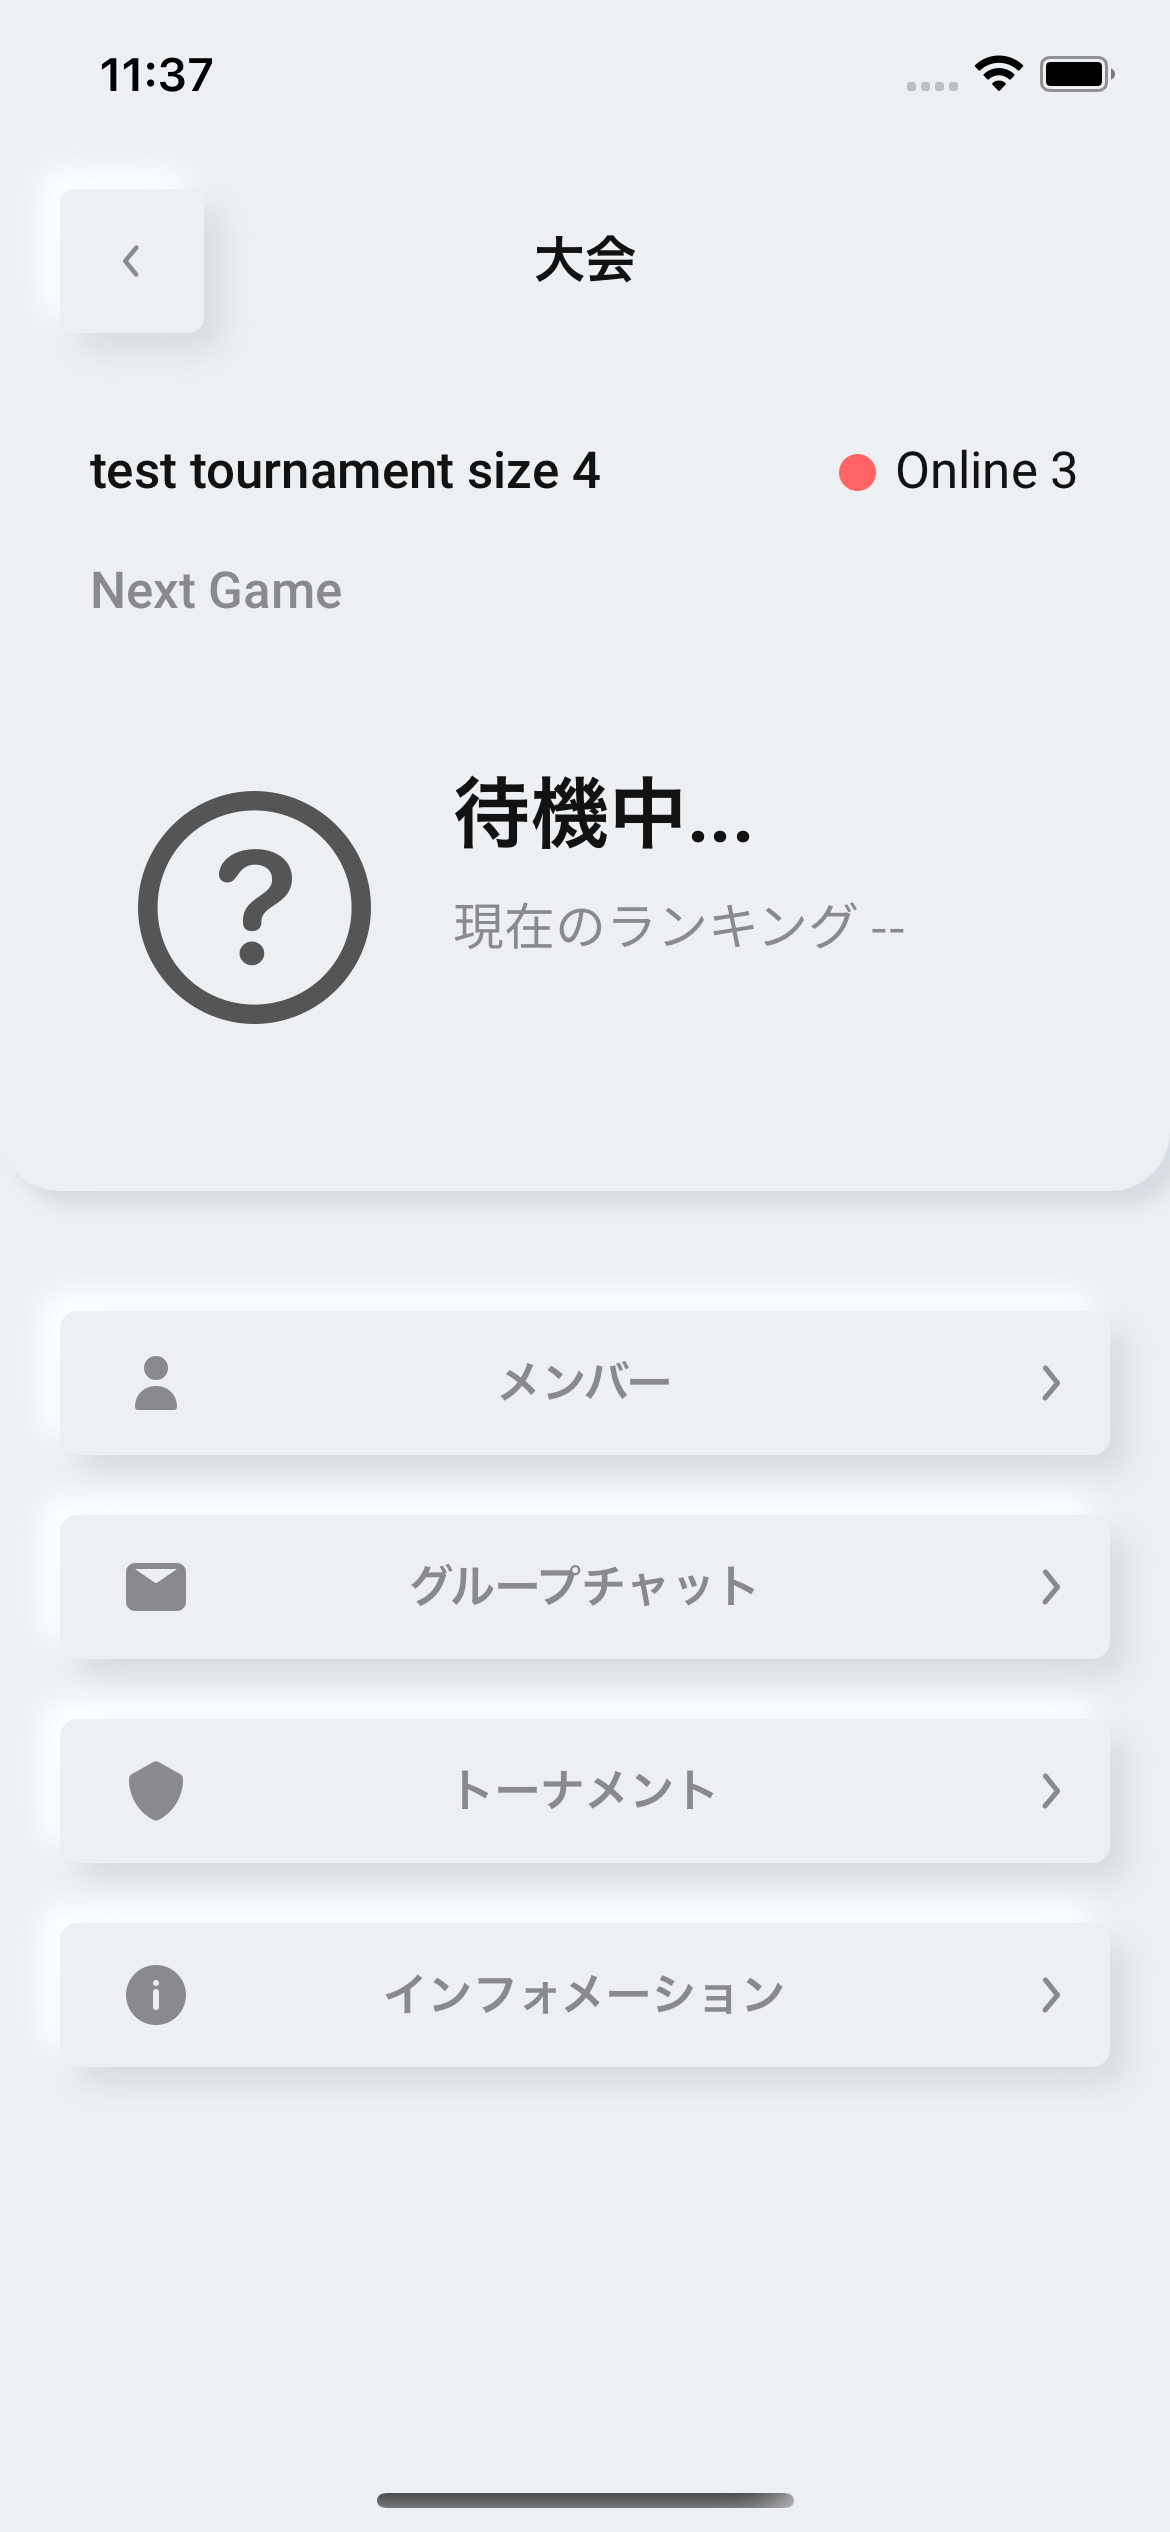 11:37
大会
test tournament size 4
Online 3
Next Game
待機中...
現在のランキング --
メンバー
グループチャット
トーナメント
インフォメーション